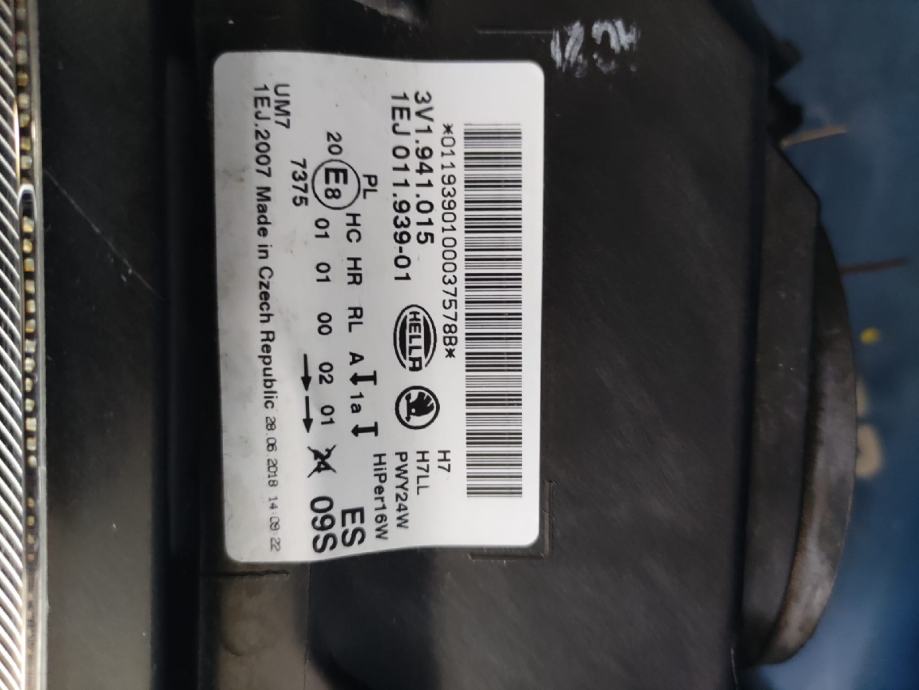 *01193901000037578B*
3V1.941.015
1EJ 011.939-01
HELLA
H7
H7LL
PWY24W
HiPer16W
PL HC HR RL A 1a
ES
20 E8 01 01 00 02 01 24 09S
7375
UM7
1EJ.2007 Made in Czech Republic 28 06 2018 14:09:22